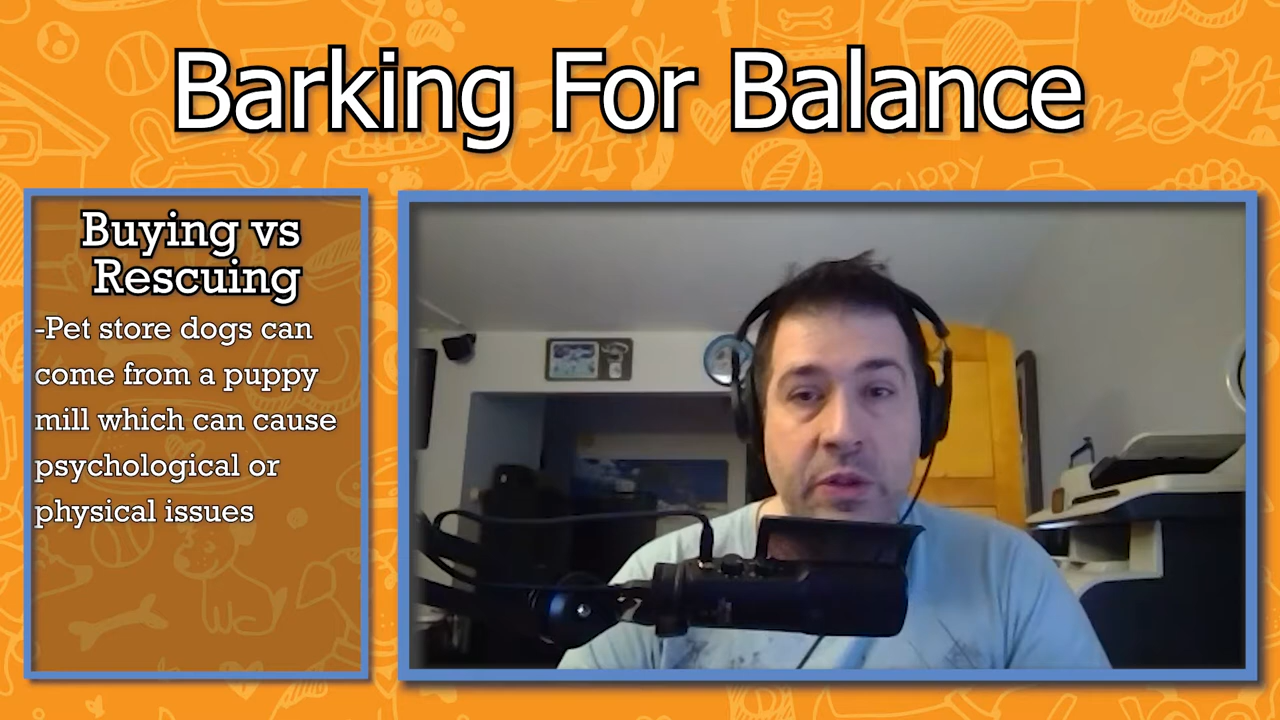 Barking For Balance
Buying vs
Rescuing
-Pet store dogs can
come from a puppy
mill which can cause
psychological or
physical issues
PUPPY